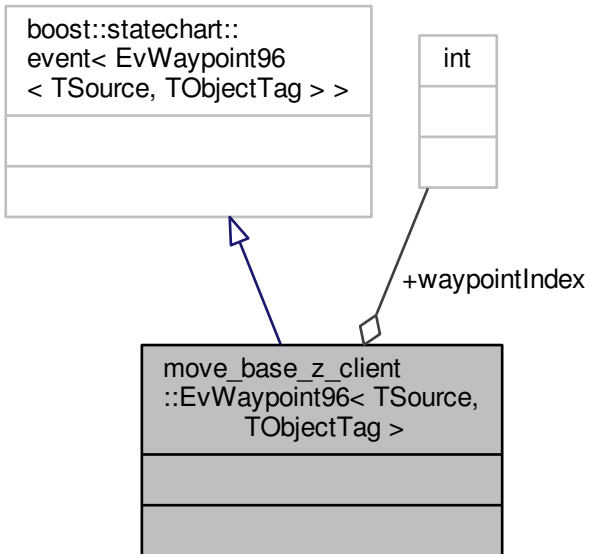 boost::statechart::
event< EvWaypoint96
< TSource, TObjectTag > >
int
+waypointIndex
move_base_z_client
::EvWaypoint96< TSource,
TObjectTag >